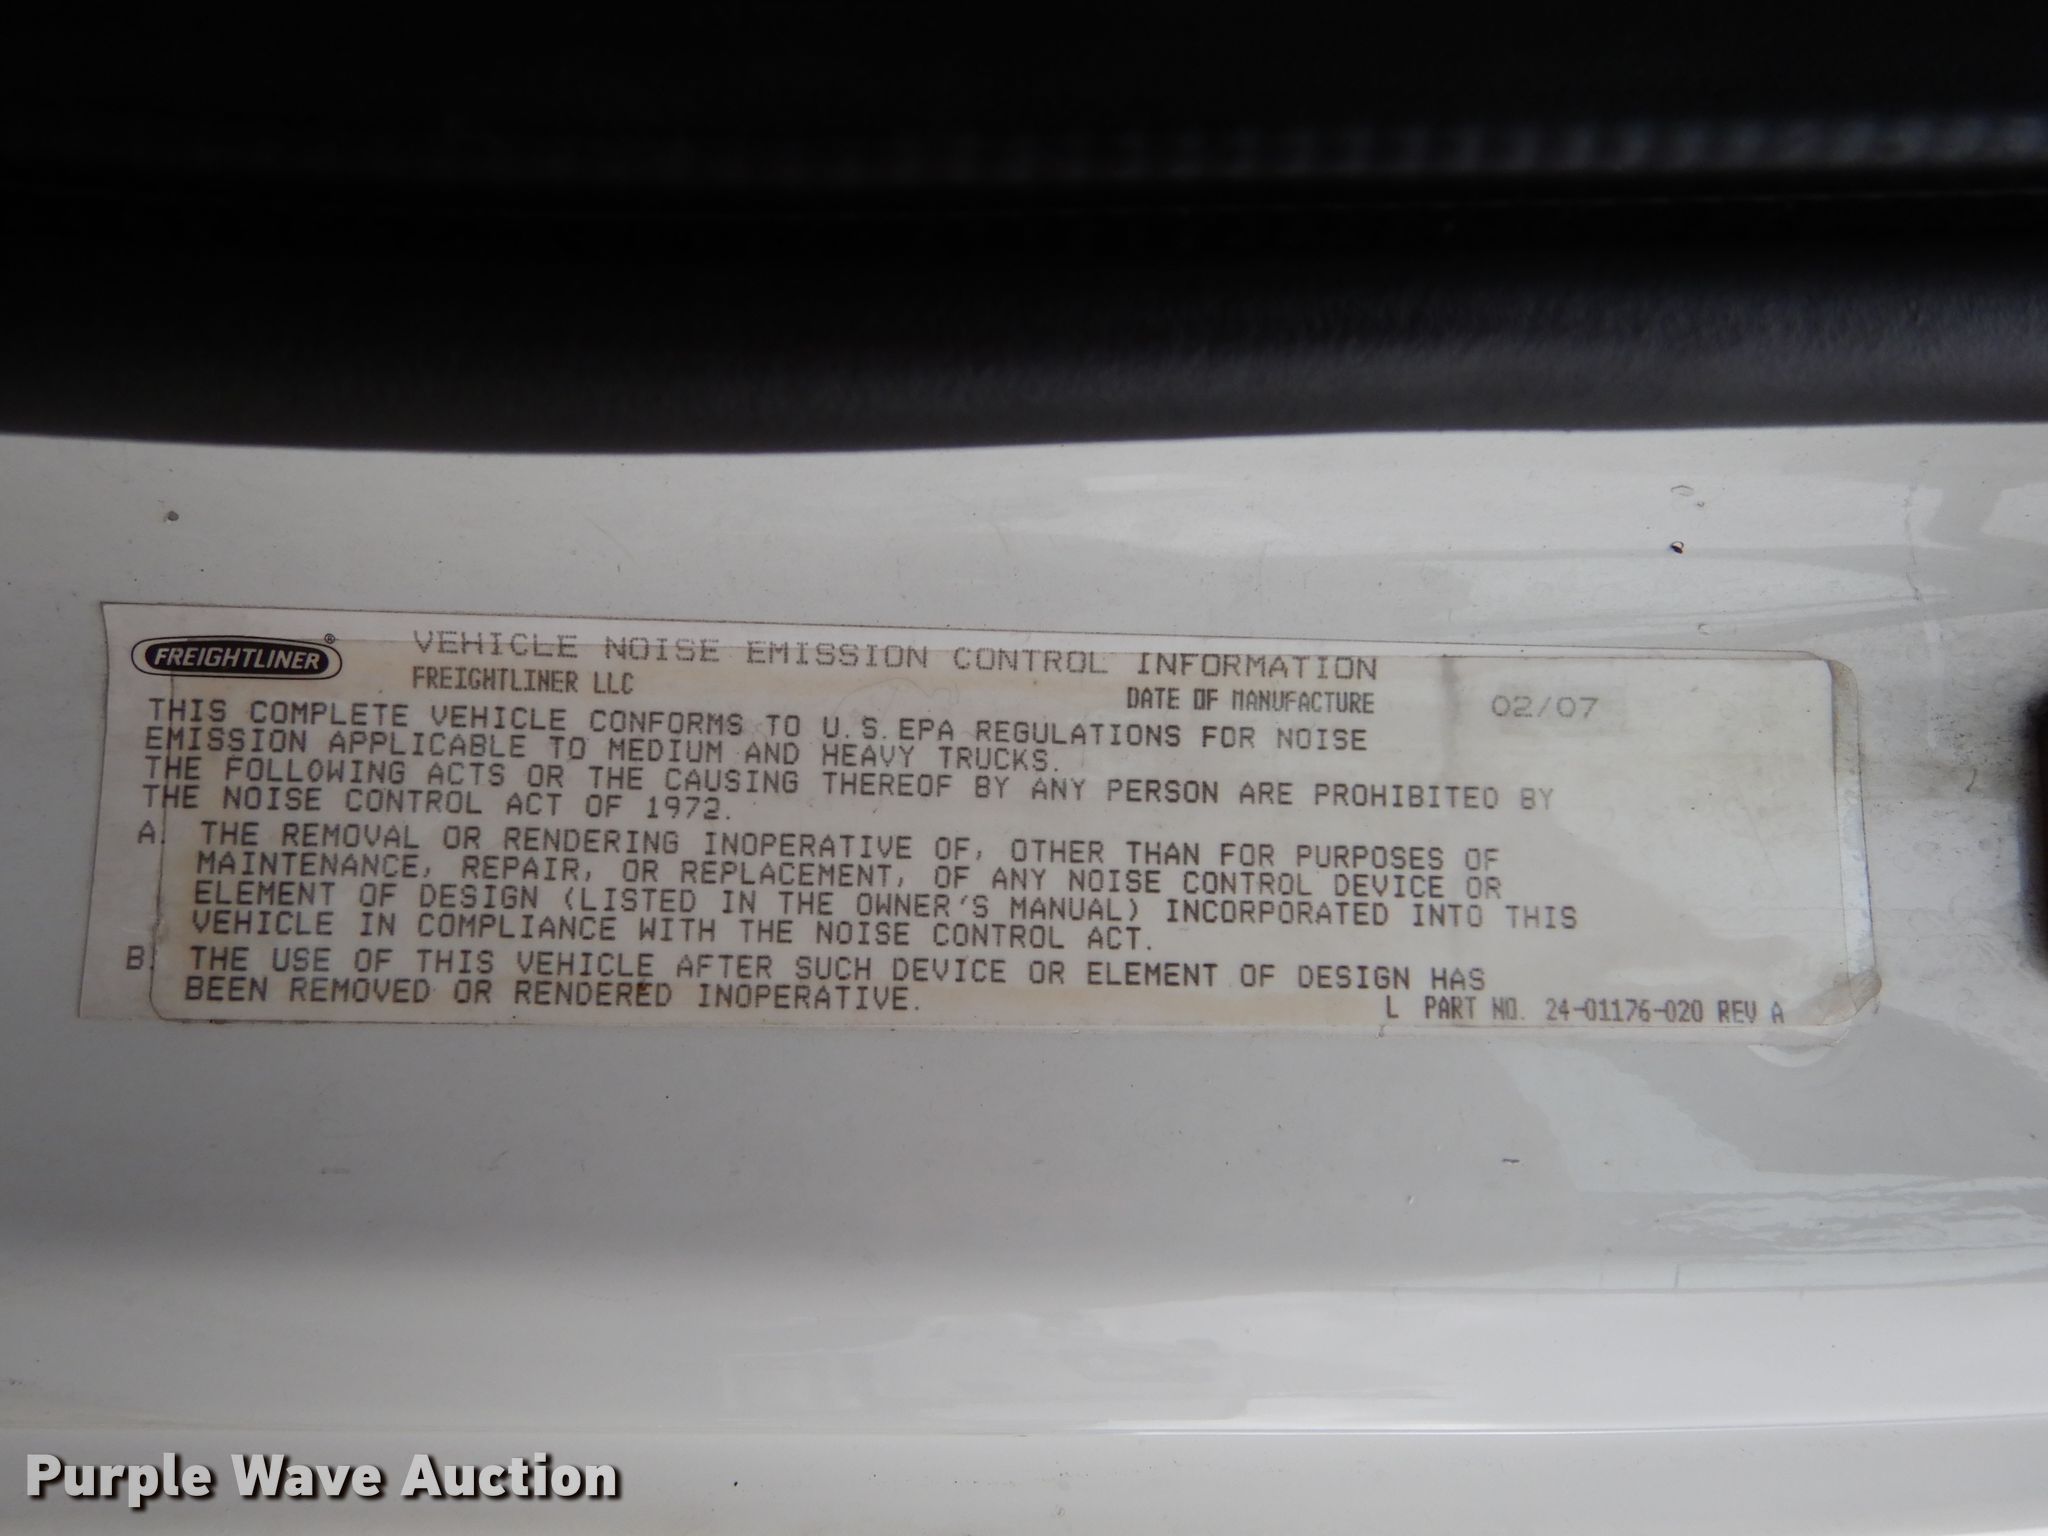 FREIGHTLINER®
VEHICLE NOISE EMISSION CONTROL INFORMATION
FREIGHTLINER LLC
DATE OF MANUFACTURE 02/07
THIS COMPLETE VEHICLE CONFORMS TO U.S.EPA REGULATIONS FOR NOISE
EMISSION APPLICABLE TO MEDIUM AND HEAVY TRUCKS.
THE FOLLOWING ACTS OR THE CAUSING THEREOF BY ANY PERSON ARE PROHIBITED BY
THE NOISE CONTROL ACT OF 1972.
A. THE REMOVAL OR RENDERING INOPERATIVE OF, OTHER THAN FOR PURPOSES OF
MAINTENANCE, REPAIR, OR REPLACEMENT, OF ANY NOISE CONTROL DEVICE OR
ELEMENT OF DESIGN (LISTED IN THE OWNER'S MANUAL) INCORPORATED INTO THIS
VEHICLE IN COMPLIANCE WITH THE NOISE CONTROL ACT.
B. THE USE OF THIS VEHICLE AFTER SUCH DEVICE OR ELEMENT OF DESIGN HAS
BEEN REMOVED OR RENDERED INOPERATIVE.
L PART NO. 24-01176-020 REV A
Purple Wave Auction